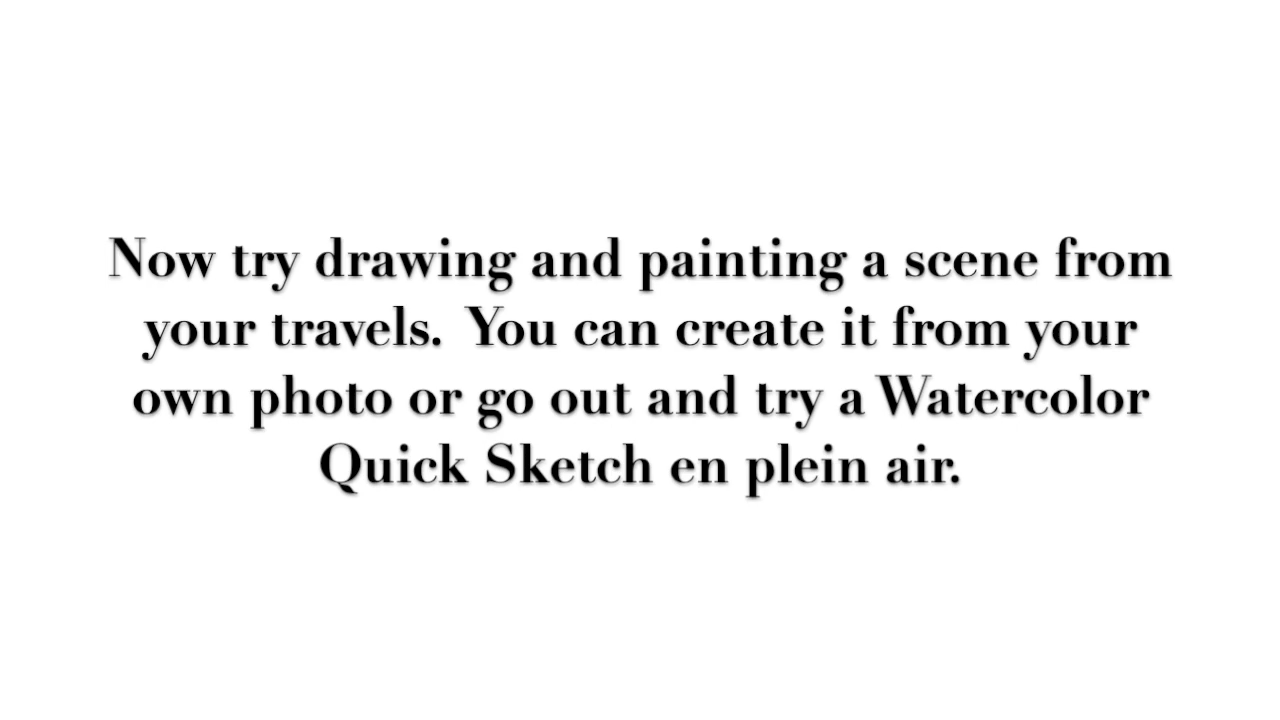 Now try drawing and painting a scene from
your travels.  You can create it from your
own photo or go out and try a Watercolor
Quick Sketch en plein air.